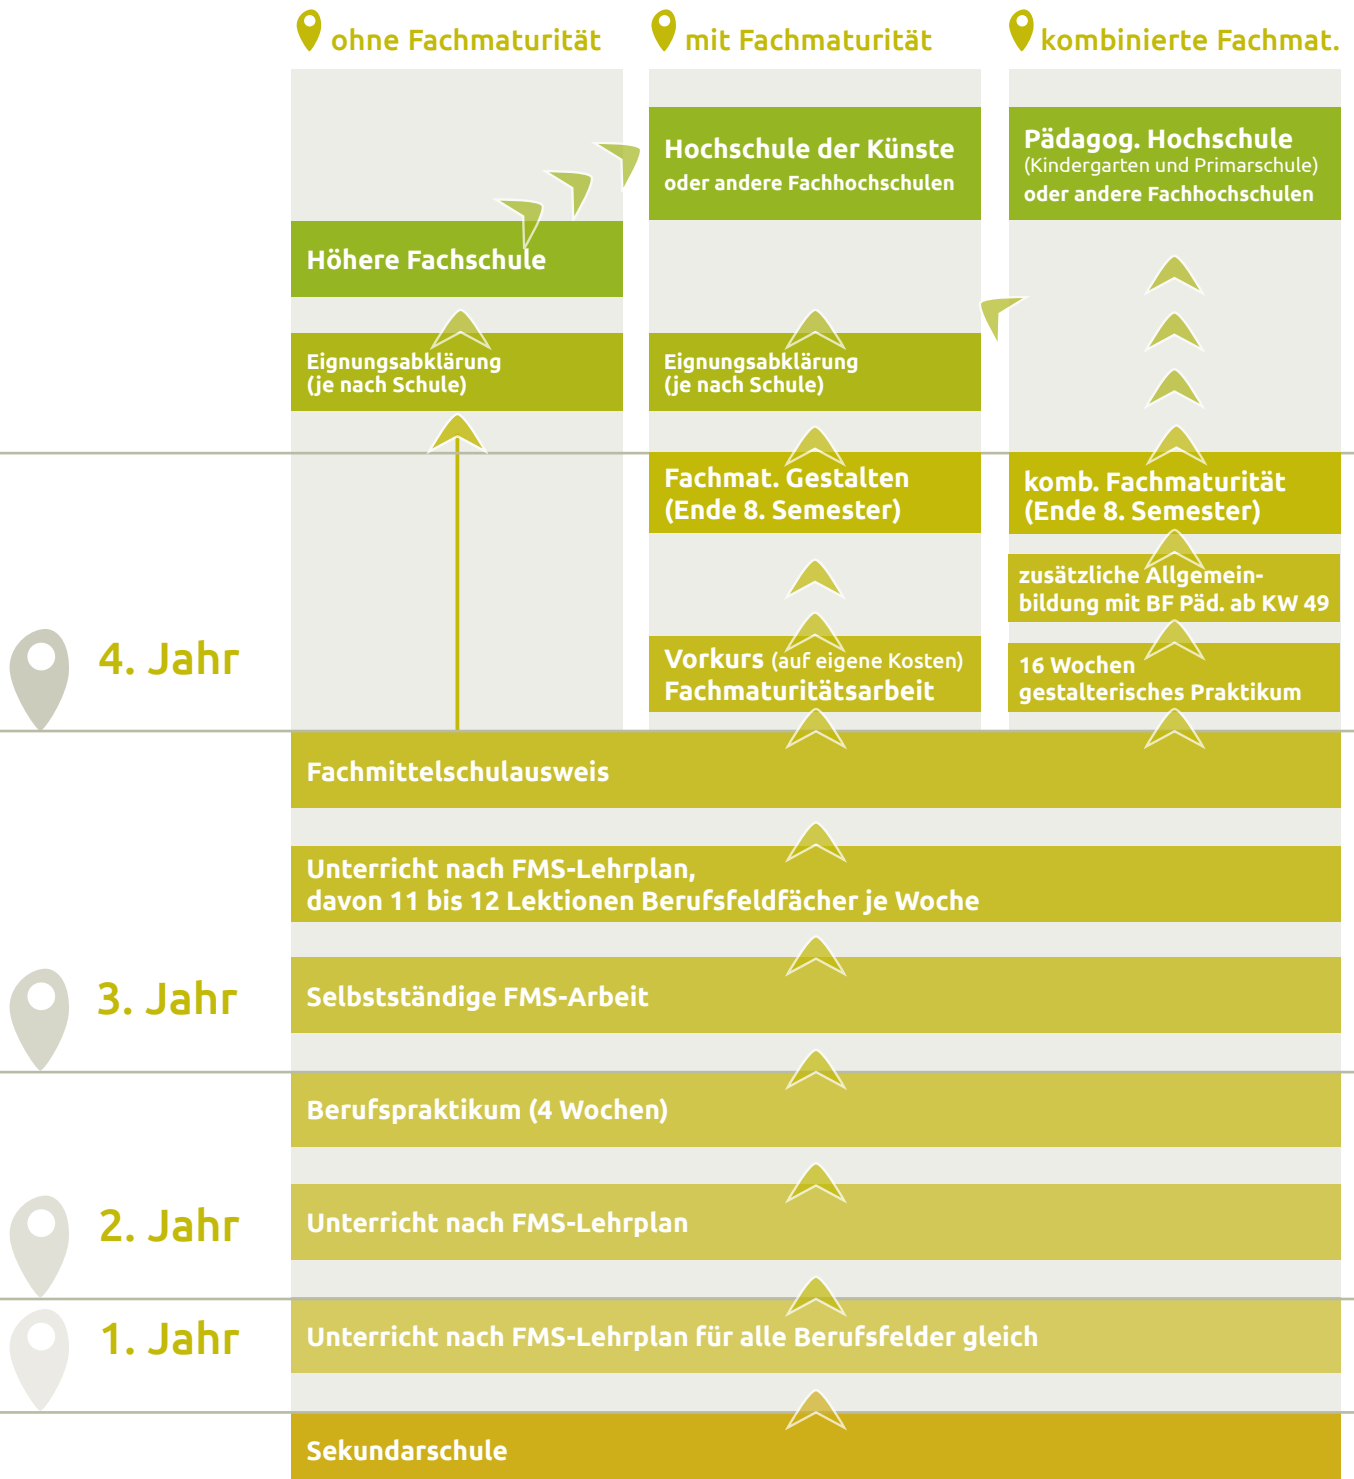 ohne Fachmaturität
mit Fachmaturität
kombinierte Fachmat.
Hochschule der Künste
oder andere Fachhochschulen
Pädagog. Hochschule
(Kindergarten und Primarschule)
oder andere Fachhochschulen
Höhere Fachschule
Eignungsabklärung
(je nach Schule)
Eignungsabklärung
(je nach Schule)
Fachmat. Gestalten
(Ende 8. Semester)
komb. Fachmaturität
(Ende 8. Semester)
zusätzliche Allgemein-
bildung mit BF Päd. ab KW 49
4. Jahr
Vorkurs (auf eigene Kosten)
Fachmaturitätsarbeit
16 Wochen
gestalterisches Praktikum
Fachmittelschulausweis
Unterricht nach FMS-Lehrplan,
davon 11 bis 12 Lektionen Berufsfeldfächer je Woche
3. Jahr
Selbstständige FMS-Arbeit
Berufspraktikum (4 Wochen)
2. Jahr
Unterricht nach FMS-Lehrplan
1. Jahr
Unterricht nach FMS-Lehrplan für alle Berufsfelder gleich
Sekundarschule